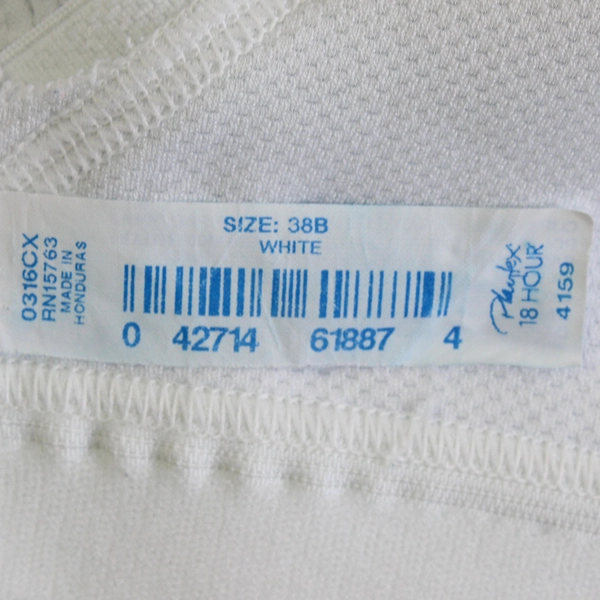 0316CX
RN15763
MADE IN
HONDURAS
SIZE: 38B
WHITE
0 42714 61887 4
Playtex
18 HOUR
4159